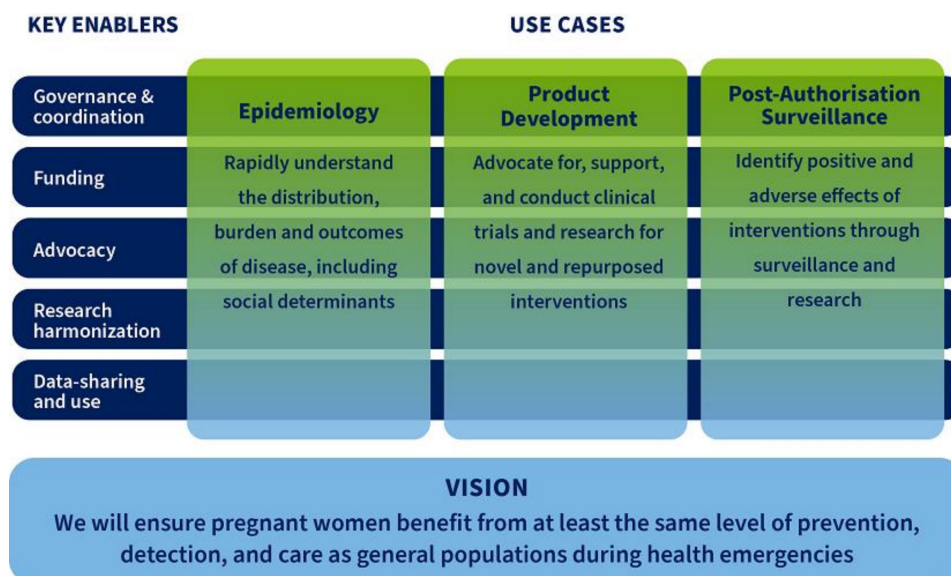 KEY ENABLERS
USE CASES
Governance &
coordination
Funding
Advocacy
Research
harmonization
Data-sharing
and use
Epidemiology
Rapidly understand
the distribution,
burden and outcomes
of disease, including
social determinants
Product
Development
Advocate for, support,
and conduct clinical
trials and research for
novel and repurposed
interventions
Post-Authorisation
Surveillance
Identify positive and
adverse effects of
interventions through
surveillance and
research
VISION
We will ensure pregnant women benefit from at least the same level of prevention,
detection, and care as general populations during health emergencies